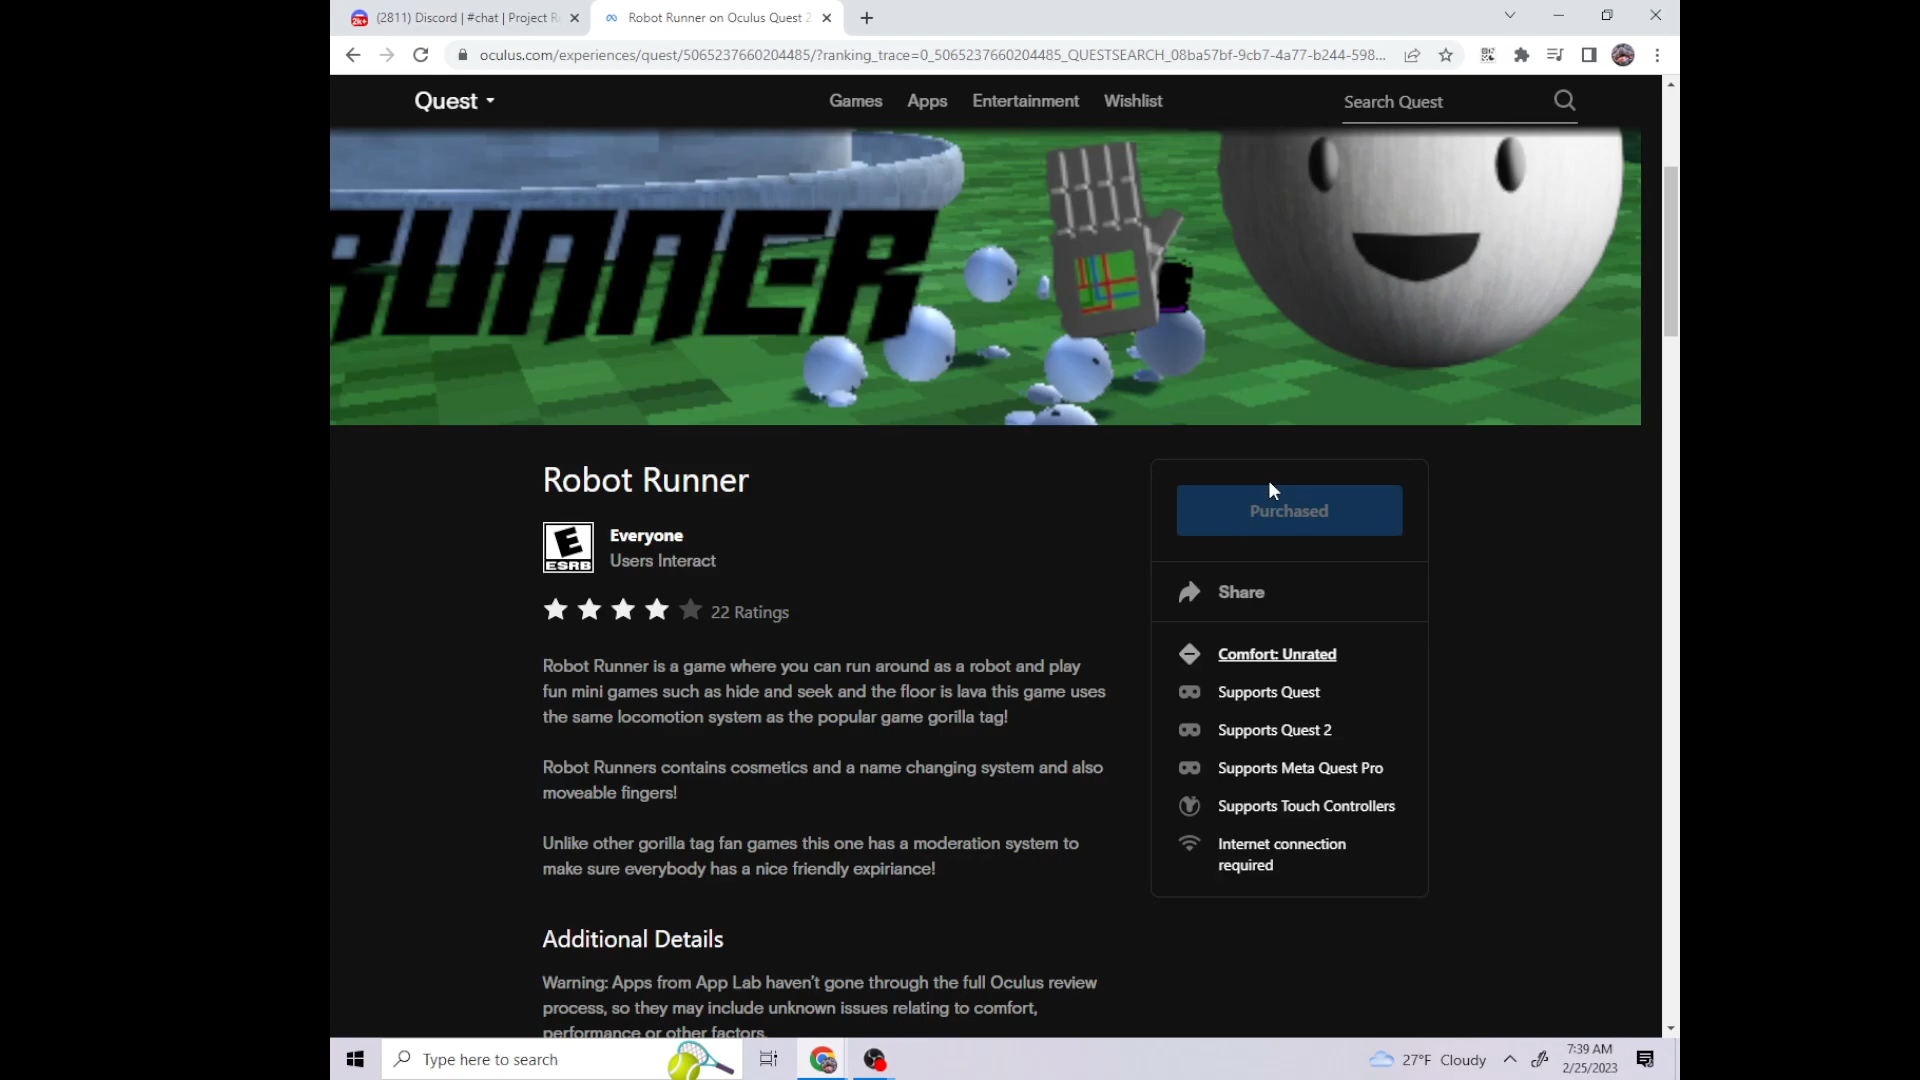 (2811) Discord | #chat | Project R
Robot Runner on Oculus Quest 2
oculus.com/experiences/quest/5065237660204485/?ranking_trace=0_5065237660204485_QUESTSEARCH_08ba57bf-9cb7-4a77-b244-598...
Quest
Games
Apps
Entertainment
Wishlist
Search Quest
RUNNER
Robot Runner
Purchased
E
ESRB
Everyone
Users Interact
Share
22 Ratings
Comfort: Unrated
Robot Runner is a game where you can run around as a robot and play
fun mini games such as hide and seek and the floor is lava this game uses
the same locomotion system as the popular game gorilla tag!
Supports Quest
Supports Quest 2
Robot Runners contains cosmetics and a name changing system and also
moveable fingers!
Supports Meta Quest Pro
Supports Touch Controllers
Unlike other gorilla tag fan games this one has a moderation system to
make sure everybody has a nice friendly expiriance!
Internet connection
required
Additional Details
Warning: Apps from App Lab haven't gone through the full Oculus review
process, so they may include unknown issues relating to comfort,
performance or other factors.
Type here to search
27°F Cloudy
7:39 AM
2/25/2023